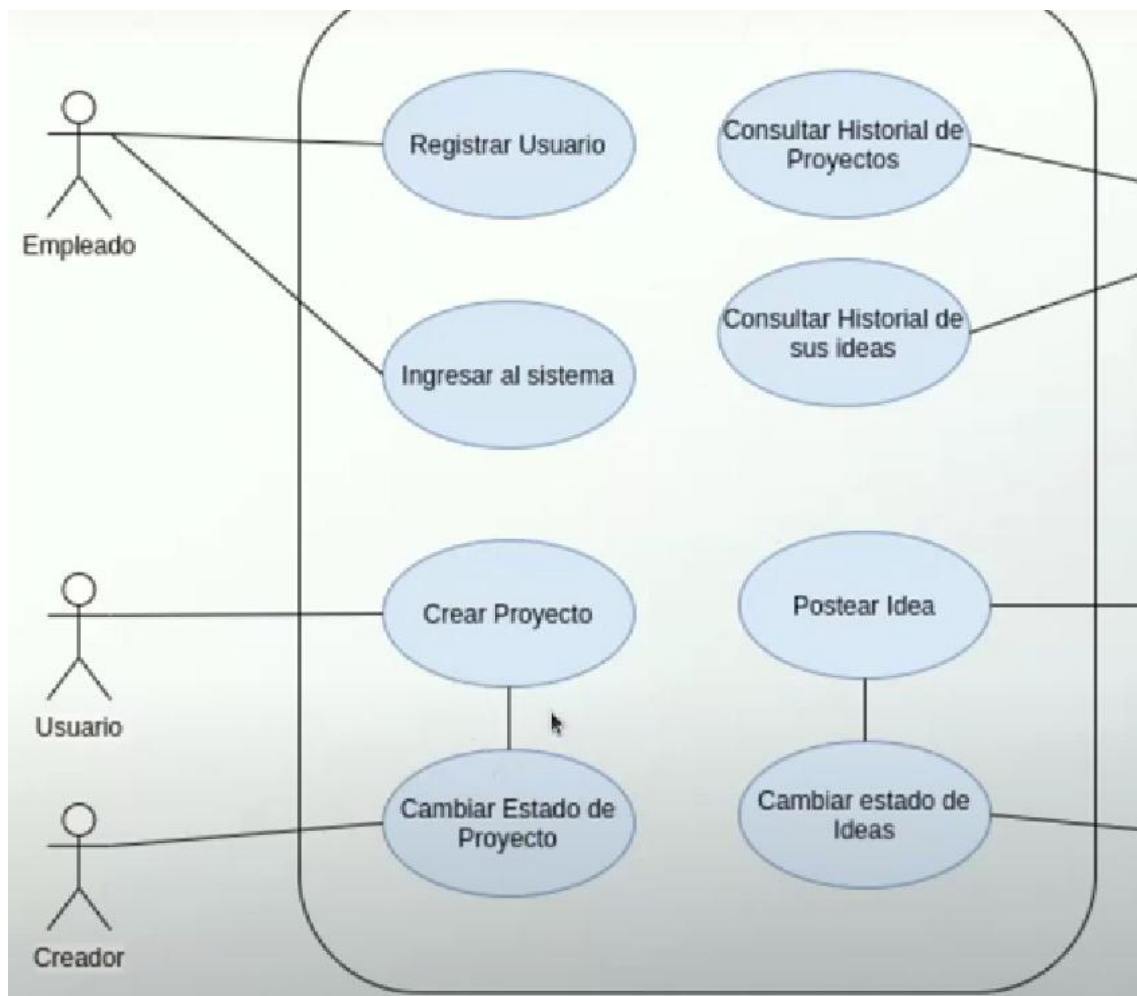 Registrar Usuario
Consultar Historial de
Proyectos
Empleado
Consultar Historial de
sus ideas
Ingresar al sistema
Crear Proyecto
Postear Idea
Usuario
Cambiar Estado de
Proyecto
Cambiar estado de
Ideas
Creador